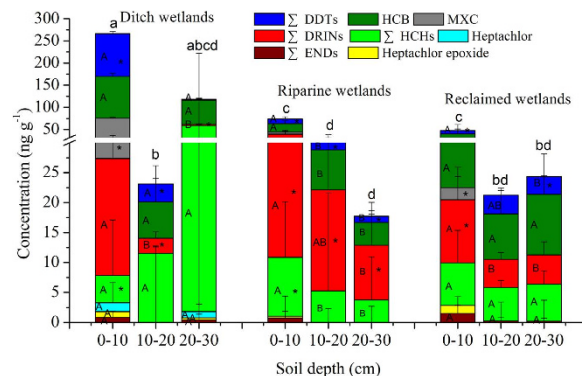 Ditch wetlands
∑ DDTs HCB MXC
∑ DRINs ∑ HCHs Heptachlor
∑ ENDs Heptachlor epoxide
Riparine wetlands
Reclaimed wetlands
a
b
abcd
c
d
d
c
bd
bd
Concentration (ng g-1)
300
250
200
150
100
50
25
20
15
10
5
0
A *
A
A
A *
A
A *
A
A
A
A *
A
B *
A
A
B
A
A
A
*
A
A *
B *
B
AB *
B
B
B
B *
A
A
*
A
A
AB
B
B
A
A
B
B
B
A
A
0-10 10-20 20-30 0-10 10-20 20-30 0-10 10-20 20-30
Soil depth (cm)